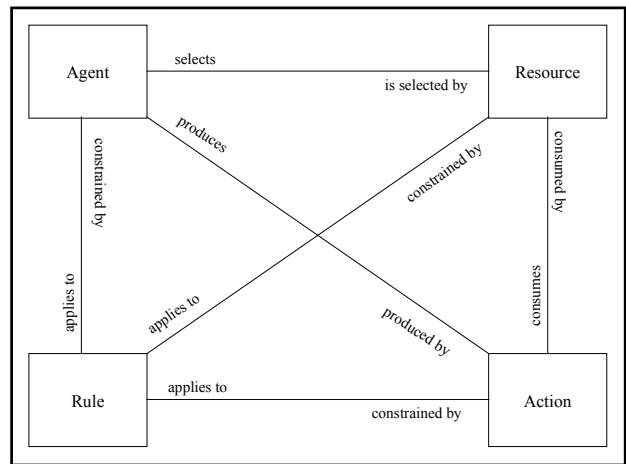 selects
Agent
Resource
is selected by
produces
constrained by
constrained by
consumed by
applies to
applies to
produced by
consumes
applies to
Rule
Action
constrained by